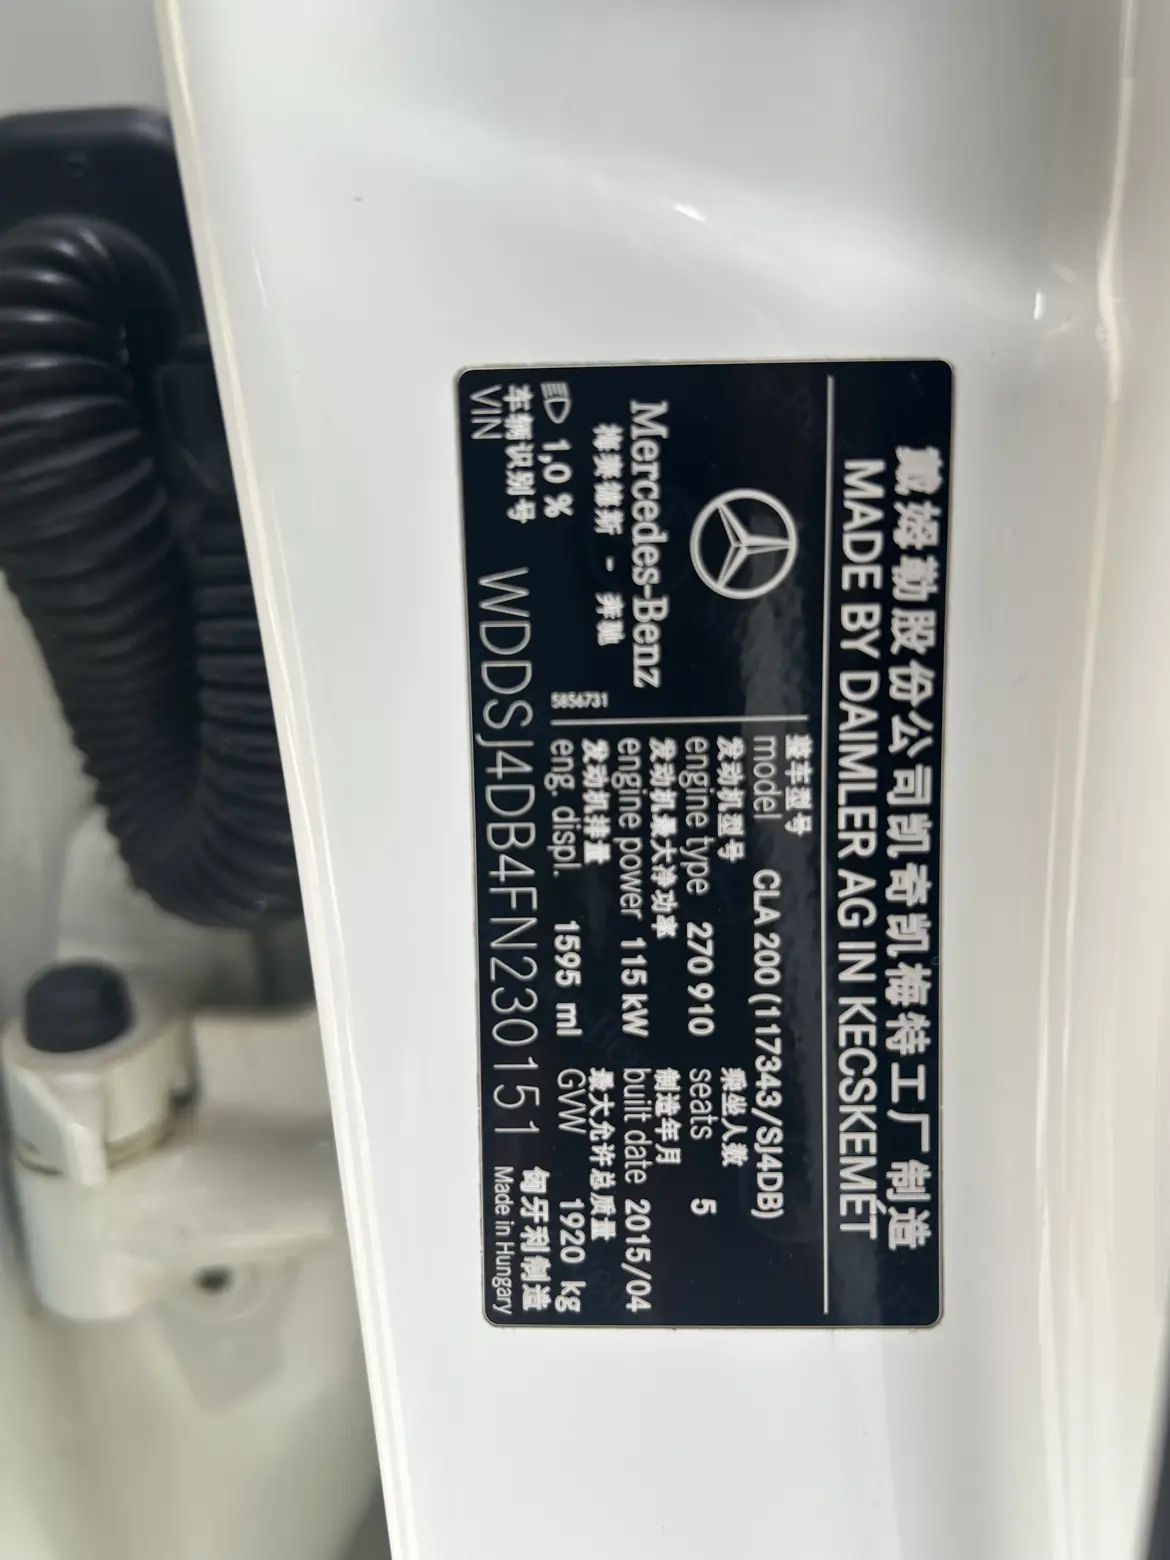 戴姆勒股份公司凯奇凯梅特工厂制造
MADE BY DAIMLER AG IN KECSKEMÉT
Mercedes-Benz
梅赛德斯 - 奔驰
1,0 %
5856731
整车型号
model CLA 200 (117343/SJ4DB)
发动机型号
engine type 270 910
乘坐人数
seats 5
发动机最大净功率
engine power 115 kW
制造年月
built date 2015/04
发动机排量
eng. displ. 1595 ml
最大允许总质量
GVW 1920 kg
车辆识别号
VIN WDDSJ4DB4FN230151
匈牙利制造
Made in Hungary